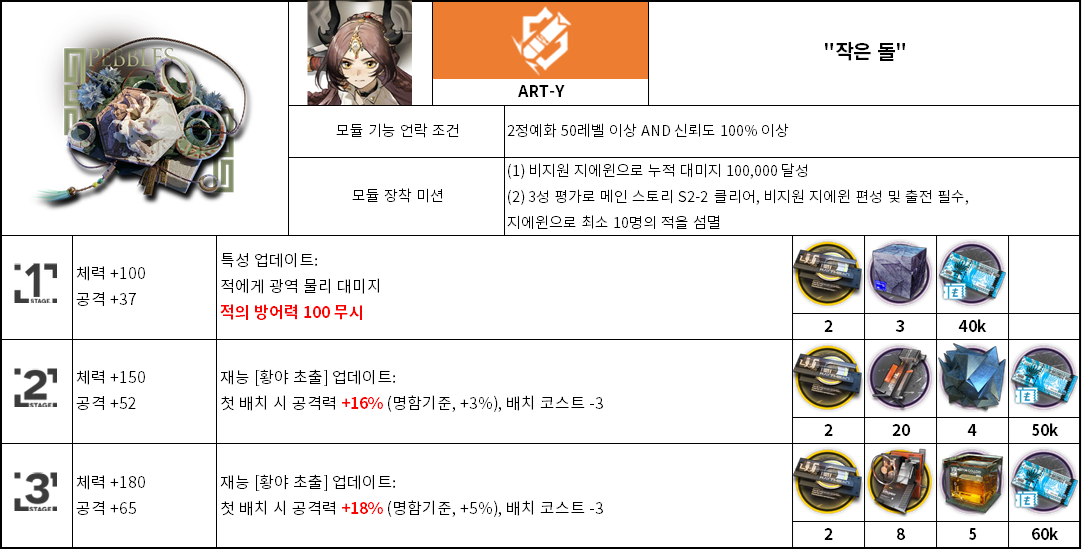 PEBBLES
ART-Y
"작은 돌"
모듈 기능 언락 조건
2정예화 50레벨 이상 AND 신뢰도 100% 이상
모듈 장착 미션
(1) 비지원 지에윈으로 누적 대미지 100,000 달성
(2) 3성 평가로 메인 스토리 S2-2 클리어, 비지원 지에윈 편성 및 출전 필수,
지에윈으로 최소 10명의 적을 섬멸
1
STAGE
체력 +100
공격 +37
특성 업데이트:
적에게 광역 물리 대미지
적의 방어력 100 무시
2
3
40k
2
STAGE
체력 +150
공격 +52
재능 [황야 초출] 업데이트:
첫 배치 시 공격력 +16% (명함기준, +3%), 배치 코스트 -3
2
20
4
50k
3
STAGE
체력 +180
공격 +65
재능 [황야 초출] 업데이트:
첫 배치 시 공격력 +18% (명함기준, +5%), 배치 코스트 -3
2
8
5
60k